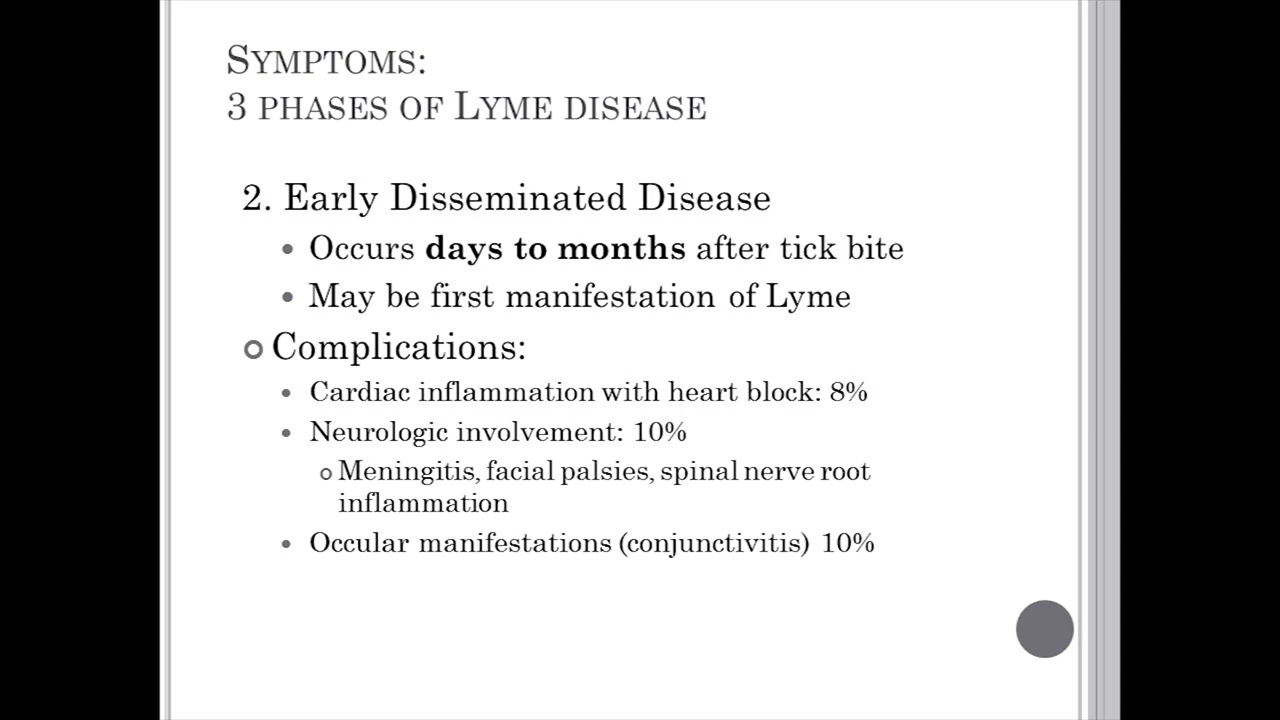 SYMPTOMS:
3 PHASES OF LYME DISEASE
2. Early Disseminated Disease
• Occurs days to months after tick bite
• May be first manifestation of Lyme
Complications:
• Cardiac inflammation with heart block: 8%
• Neurologic involvement: 10%
Meningitis, facial palsies, spinal nerve root
inflammation
• Occular manifestations (conjunctivitis) 10%